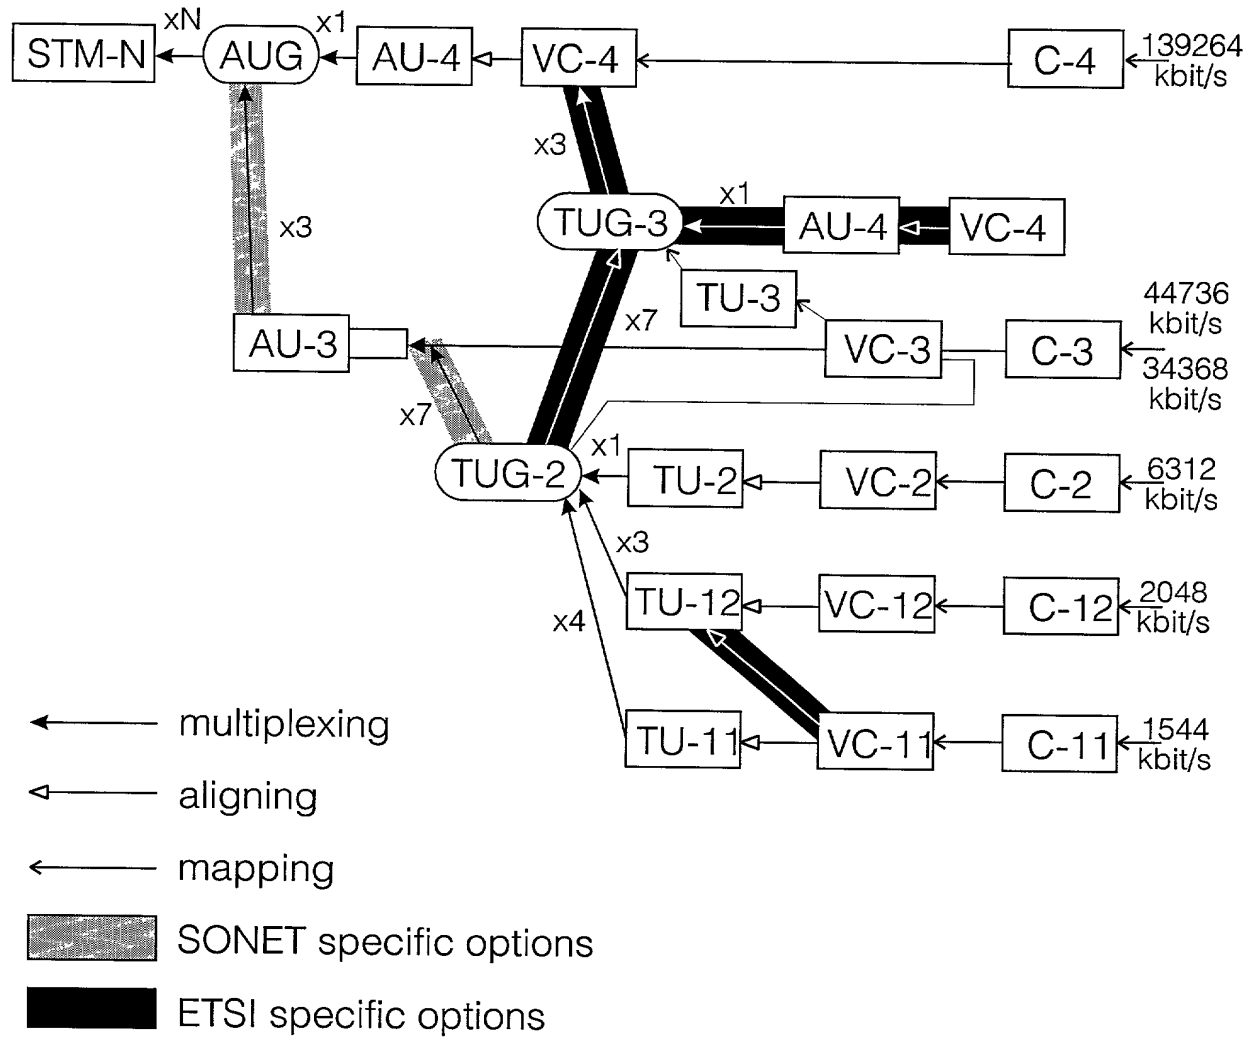 xN
x1
STM-N
AUG
AU-4
VC-4
C-4
139264
kbit/s
x3
x1
TUG-3
AU-4
VC-4
x3
TU-3
x7
44736
kbit/s
AU-3
VC-3
C-3
34368
kbit/s
x7
x1
TUG-2
TU-2
VC-2
C-2
6312
kbit/s
x3
TU-12
VC-12
C-12
2048
kbit/s
x4
TU-11
VC-11
C-11
1544
kbit/s
multiplexing
aligning
mapping
SONET specific options
ETSI specific options